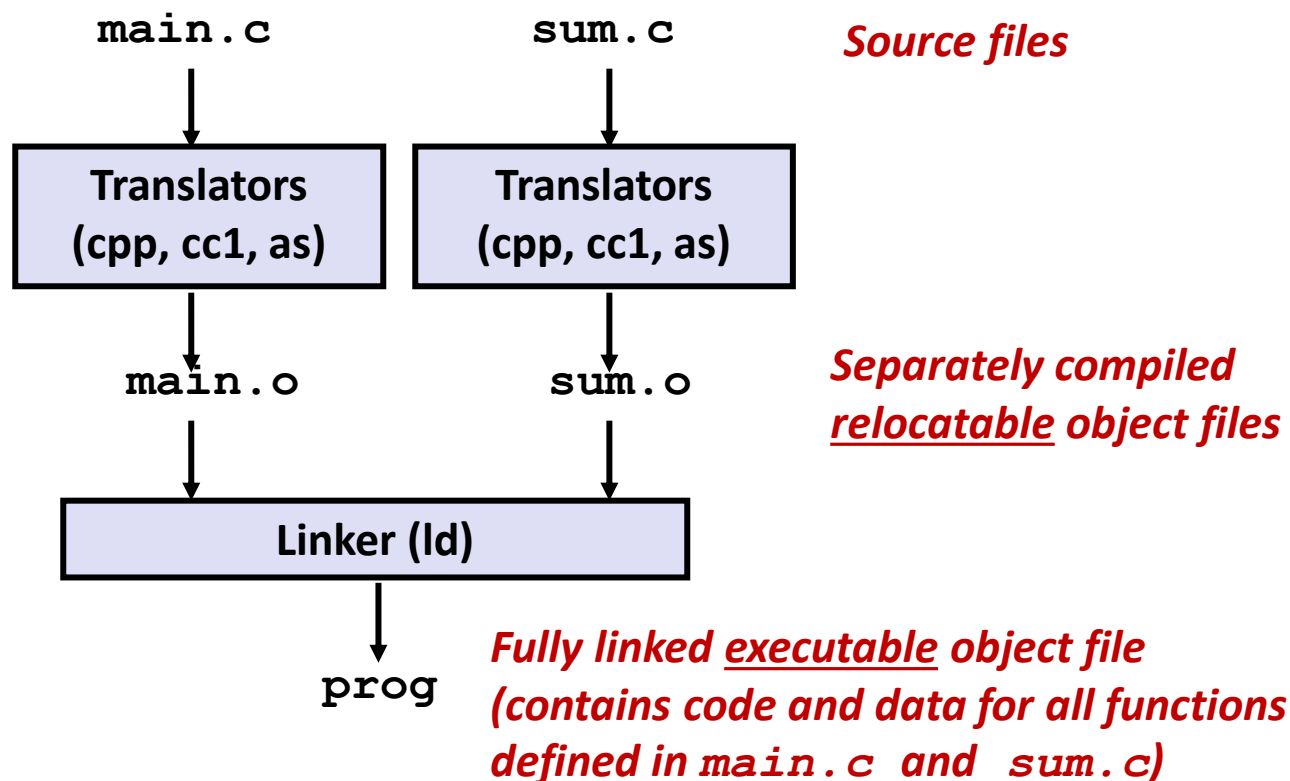 main.c
sum.c
Source files
Translators
(cpp, cc1, as)
Translators
(cpp, cc1, as)
main.o
sum.o
Separately compiled
relocatable object files
Linker (ld)
prog
Fully linked executable object file
(contains code and data for all functions
defined in main.c and sum.c)